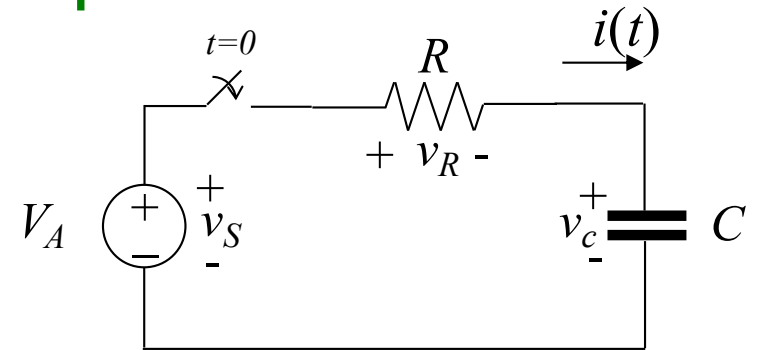 t=0
R
i(t)
+ v_R -
V_A
+
−
+
v_S
-
+
v_c
-
C